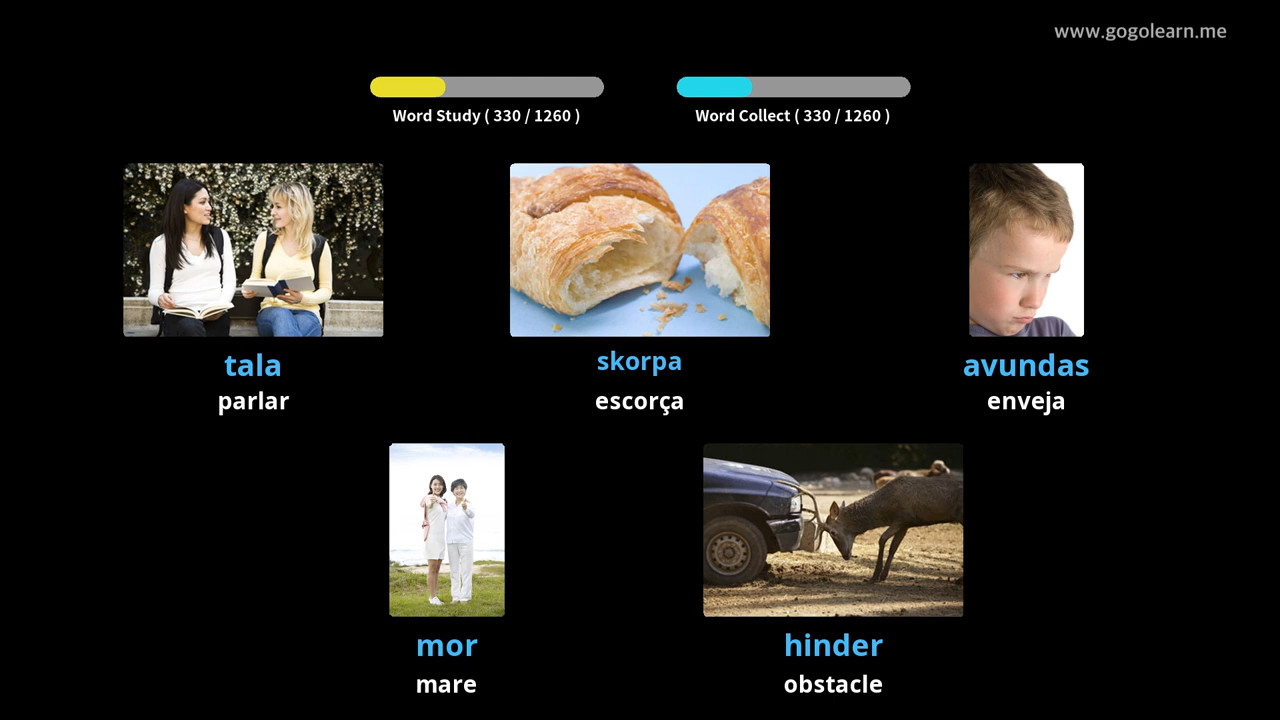 www.gogolearn.me
Word Study ( 330 / 1260 )
Word Collect ( 330 / 1260 )
tala
parlar
skorpa
escorça
avundas
enveja
mor
mare
hinder
obstacle